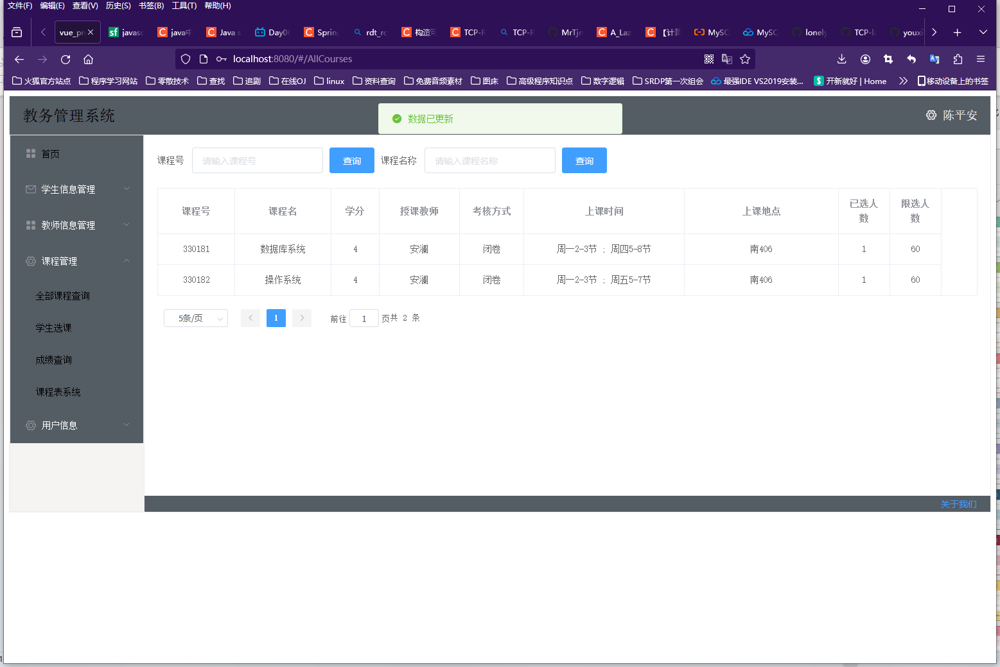 文件(F) 编辑(E) 查看(V) 历史(S) 书签(B) 工具(T) 帮助(H)
vue_pr javasc java中 Java s Day0 Spring rdt_rc 构造可 TCP-R TCP-R MrTjm A_Laz 【计算 MySQ MySC lonely TCP-la youxi
localhost:8080/#/AllCourses
火狐官方站点 程序学习网站 零散技术 查找 追剧 在线OJ linux 资料查询 免费音频素材 图床 高级程序知识点 数字逻辑 SRDP第一次组会 最强IDE VS2019安装... 开新就好 | Home 移动设备上的书签
教务管理系统
数据已更新
陈平安
首页
学生信息管理
教师信息管理
课程管理
全部课程查询
学生选课
成绩查询
课程表系统
用户信息
课程号 请输入课程号 查询 课程名称 请输入课程名称 查询
课程号 课程名 学分 授课教师 考核方式 上课时间 上课地点 已选人数 限选人数
330181 数据库系统 4 安澜 闭卷 周一2-3节 ; 周四5-8节 南406 1 60
330182 操作系统 4 安澜 闭卷 周一2-3节 ; 周五5-7节 南406 1 60
5条/页 1 前往 1 页共 2 条
关于我们